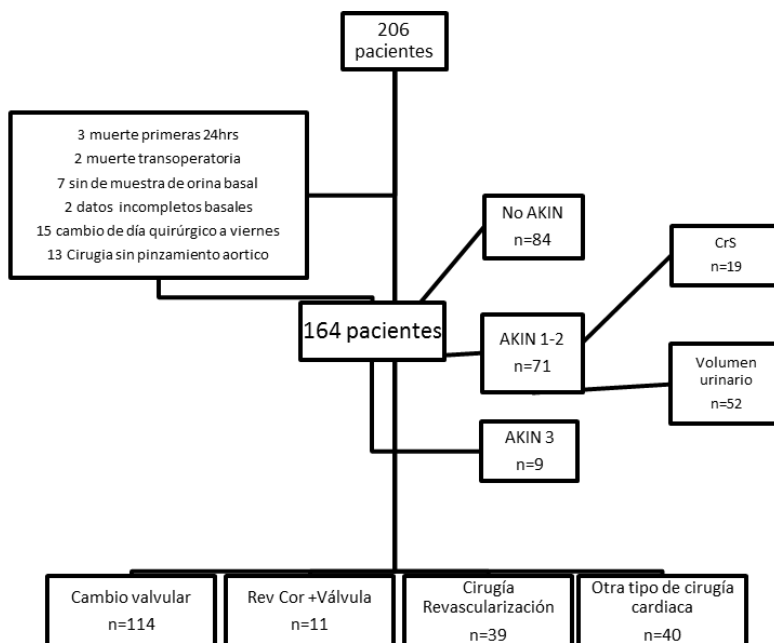 206
pacientes
3 muerte primeras 24hrs
2 muerte transoperatoria
7 sin de muestra de orina basal
2 datos incompletos basales
15 cambio de día quirúrgico a viernes
13 Cirugia sin pinzamiento aortico
No AKIN
n=84
CrS
n=19
164 pacientes
AKIN 1-2
n=71
Volumen
urinario
n=52
AKIN 3
n=9
Cambio valvular
n=114
Rev Cor +Válvula
n=11
Cirugía
Revascularización
n=39
Otra tipo de cirugía
cardiaca
n=40